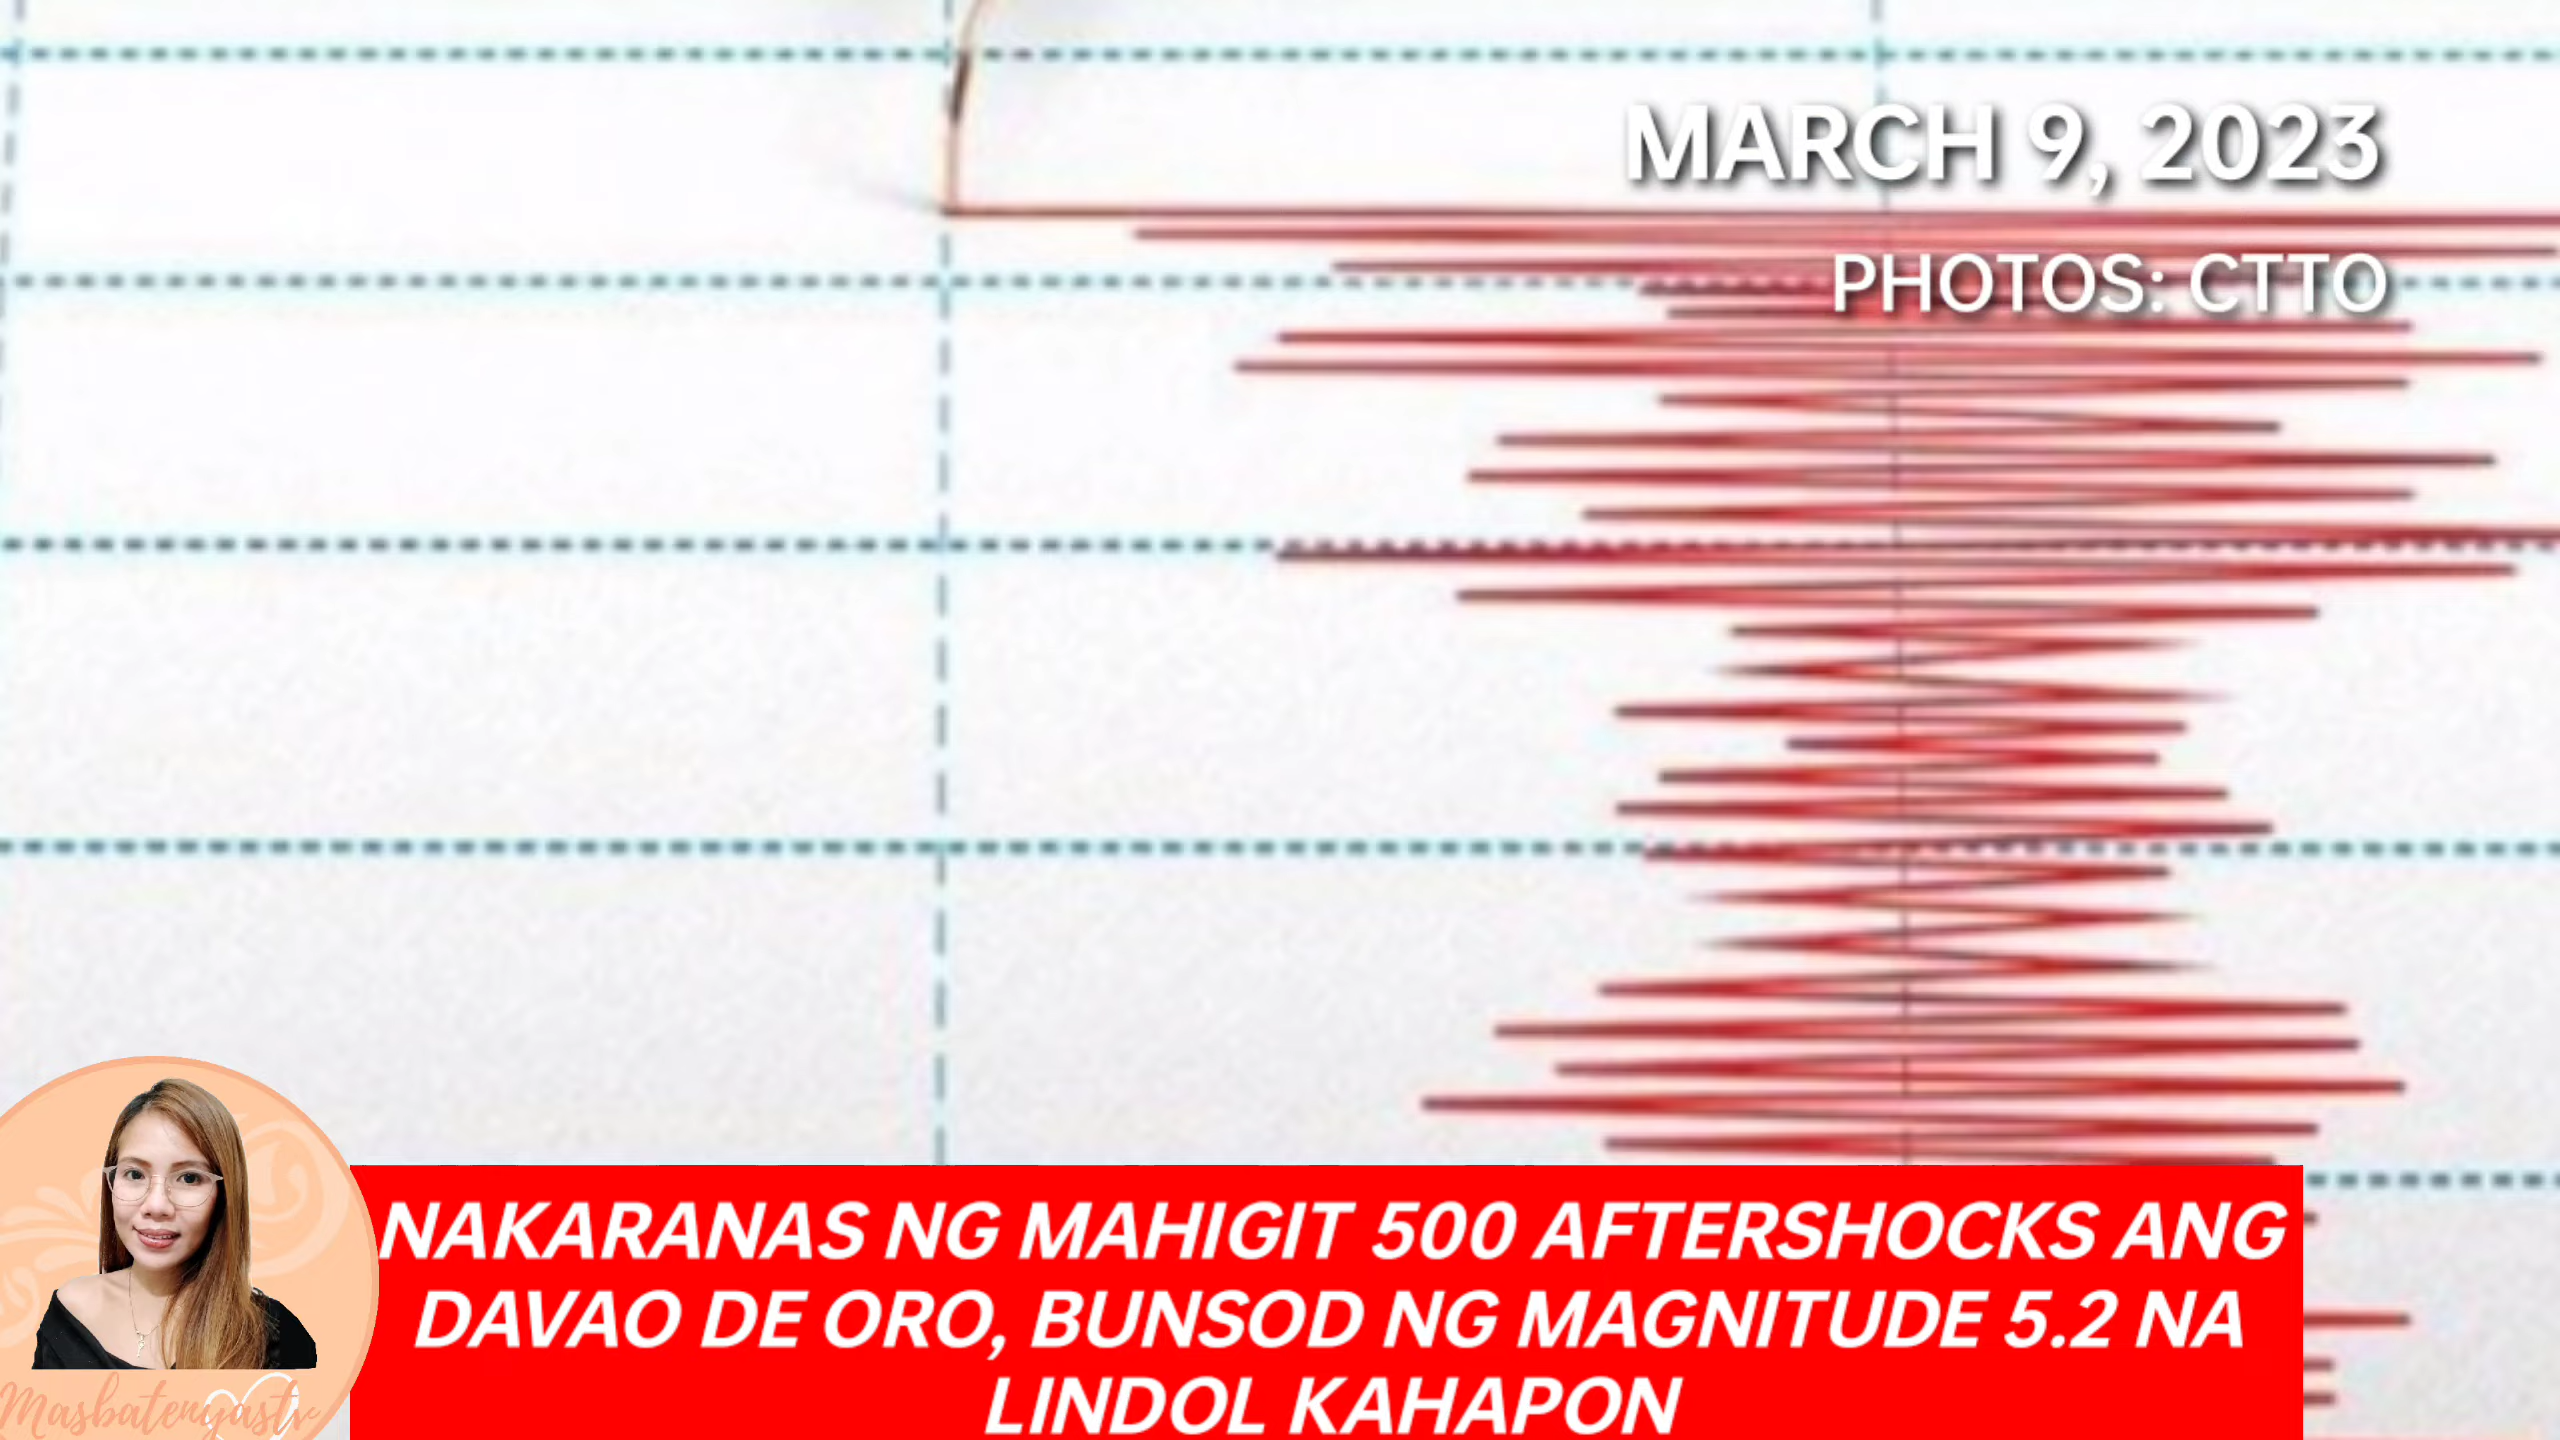 MARCH 9, 2023
PHOTOS: CTTO
NAKARANAS NG MAHIGIT 500 AFTERSHOCKS ANG
DAVAO DE ORO, BUNSOD NG MAGNITUDE 5.2 NA
LINDOL KAHAPON
Masbatenyastv